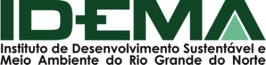 IDEMA
Instituto de Desenvolvimento Sustentável e
Meio Ambiente do Rio Grande do Norte